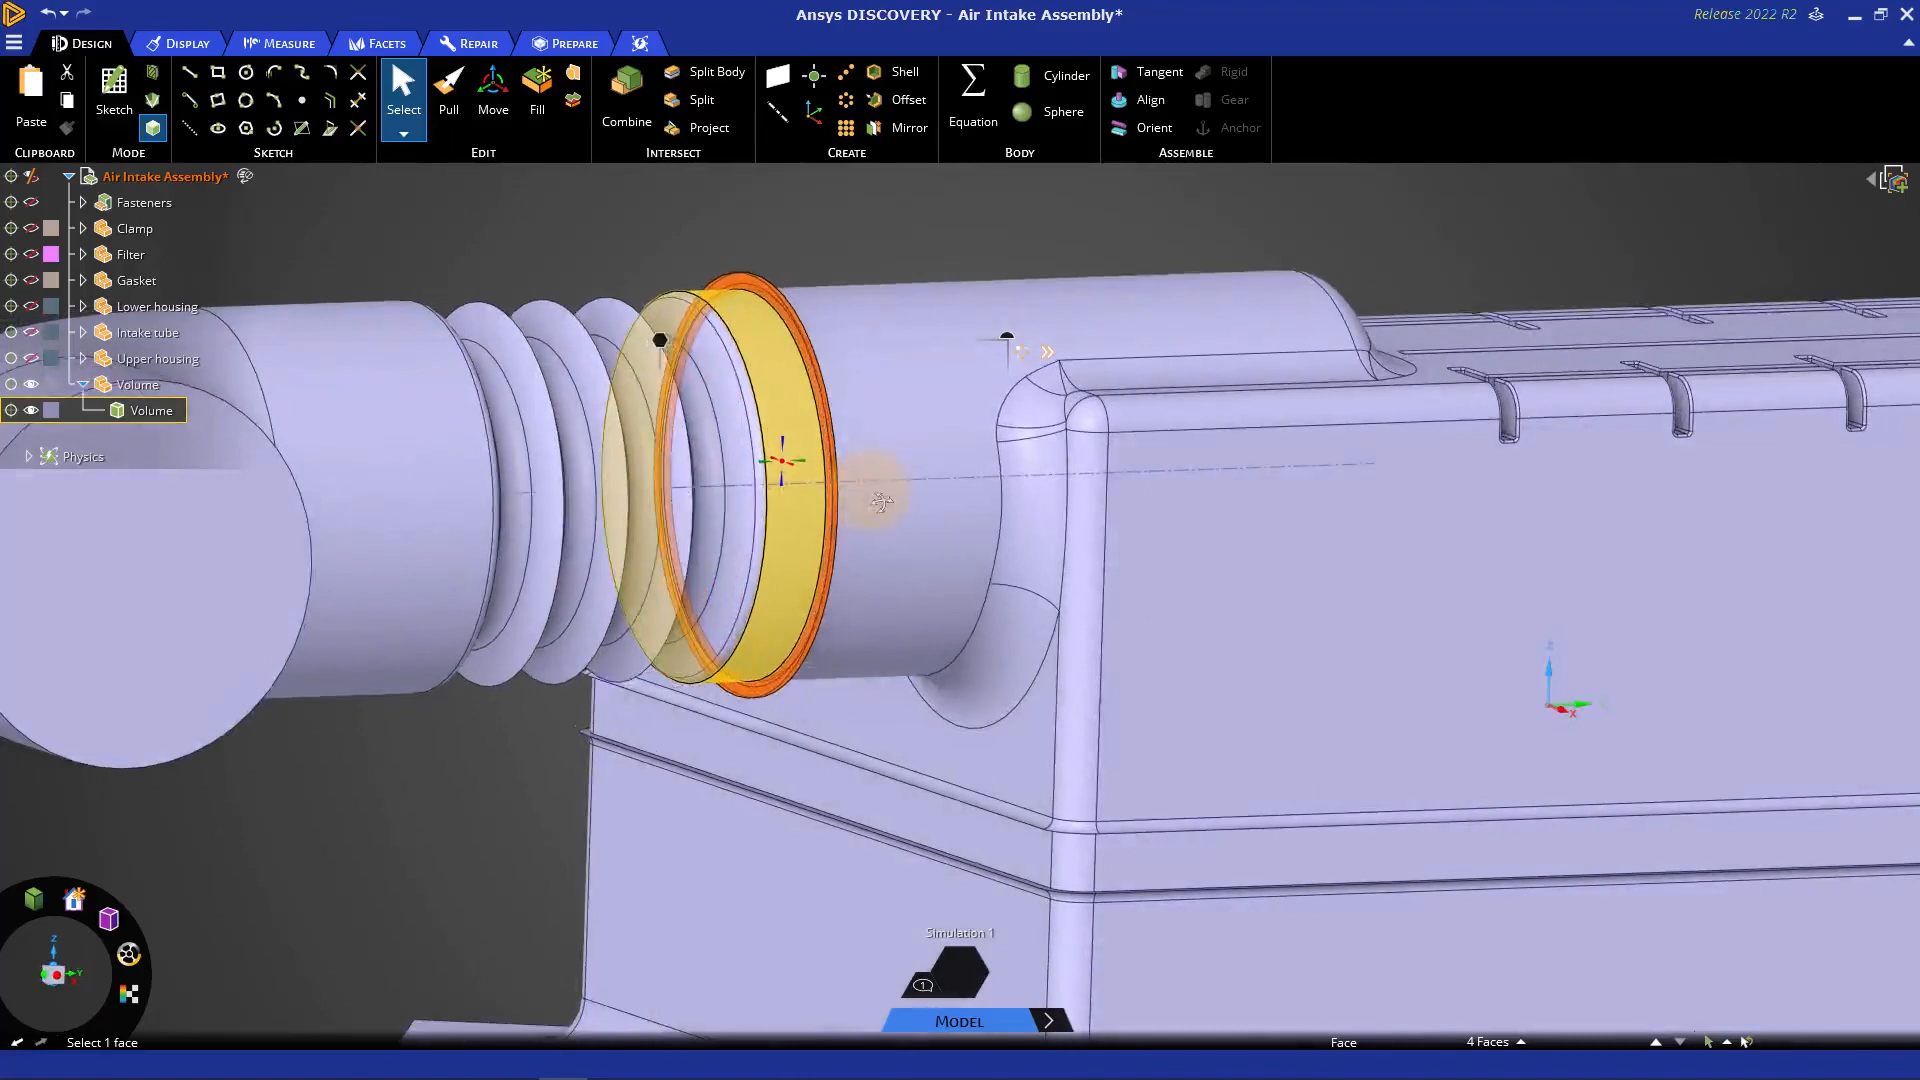 Ansys DISCOVERY - Air Intake Assembly*
Release 2022 R2
DESIGN
DISPLAY
MEASURE
FACETS
REPAIR
PREPARE
Paste
Sketch
Select
Pull
Move
Fill
Combine
Split Body
Split
Project
Shell
Offset
Mirror
Equation
Cylinder
Sphere
Tangent
Align
Orient
Rigid
Gear
Anchor
CLIPBOARD
MODE
SKETCH
EDIT
INTERSECT
CREATE
BODY
ASSEMBLE
Air Intake Assembly*
Fasteners
Clamp
Filter
Gasket
Lower housing
Intake tube
Upper housing
Volume
Volume
Physics
Z
X
Z
Y
Simulation 1
1
MODEL
Select 1 face
Face
4 Faces